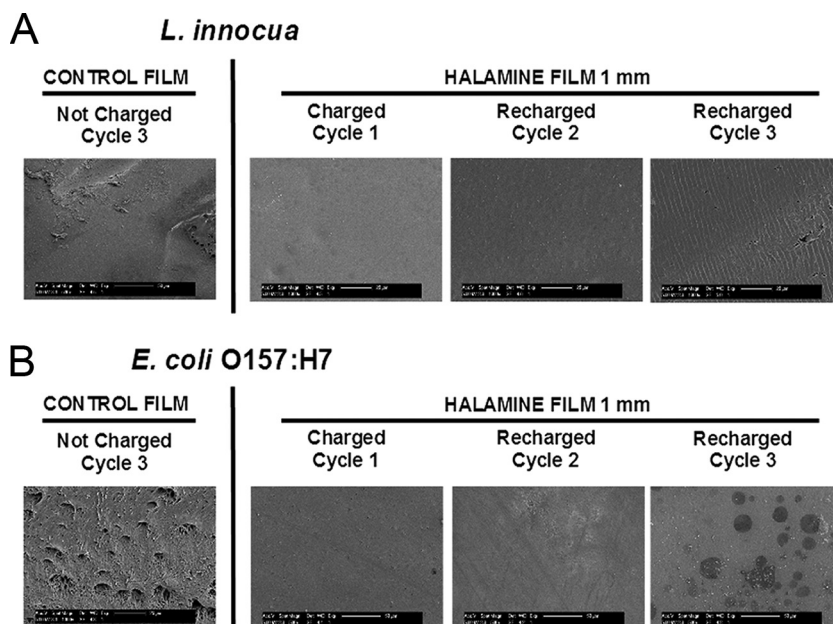 A
L. innocua
CONTROL FILM
HALAMINE FILM 1 mm
Not Charged
Cycle 3
Charged
Cycle 1
Recharged
Cycle 2
Recharged
Cycle 3
B
E. coli O157:H7
CONTROL FILM
HALAMINE FILM 1 mm
Not Charged
Cycle 3
Charged
Cycle 1
Recharged
Cycle 2
Recharged
Cycle 3